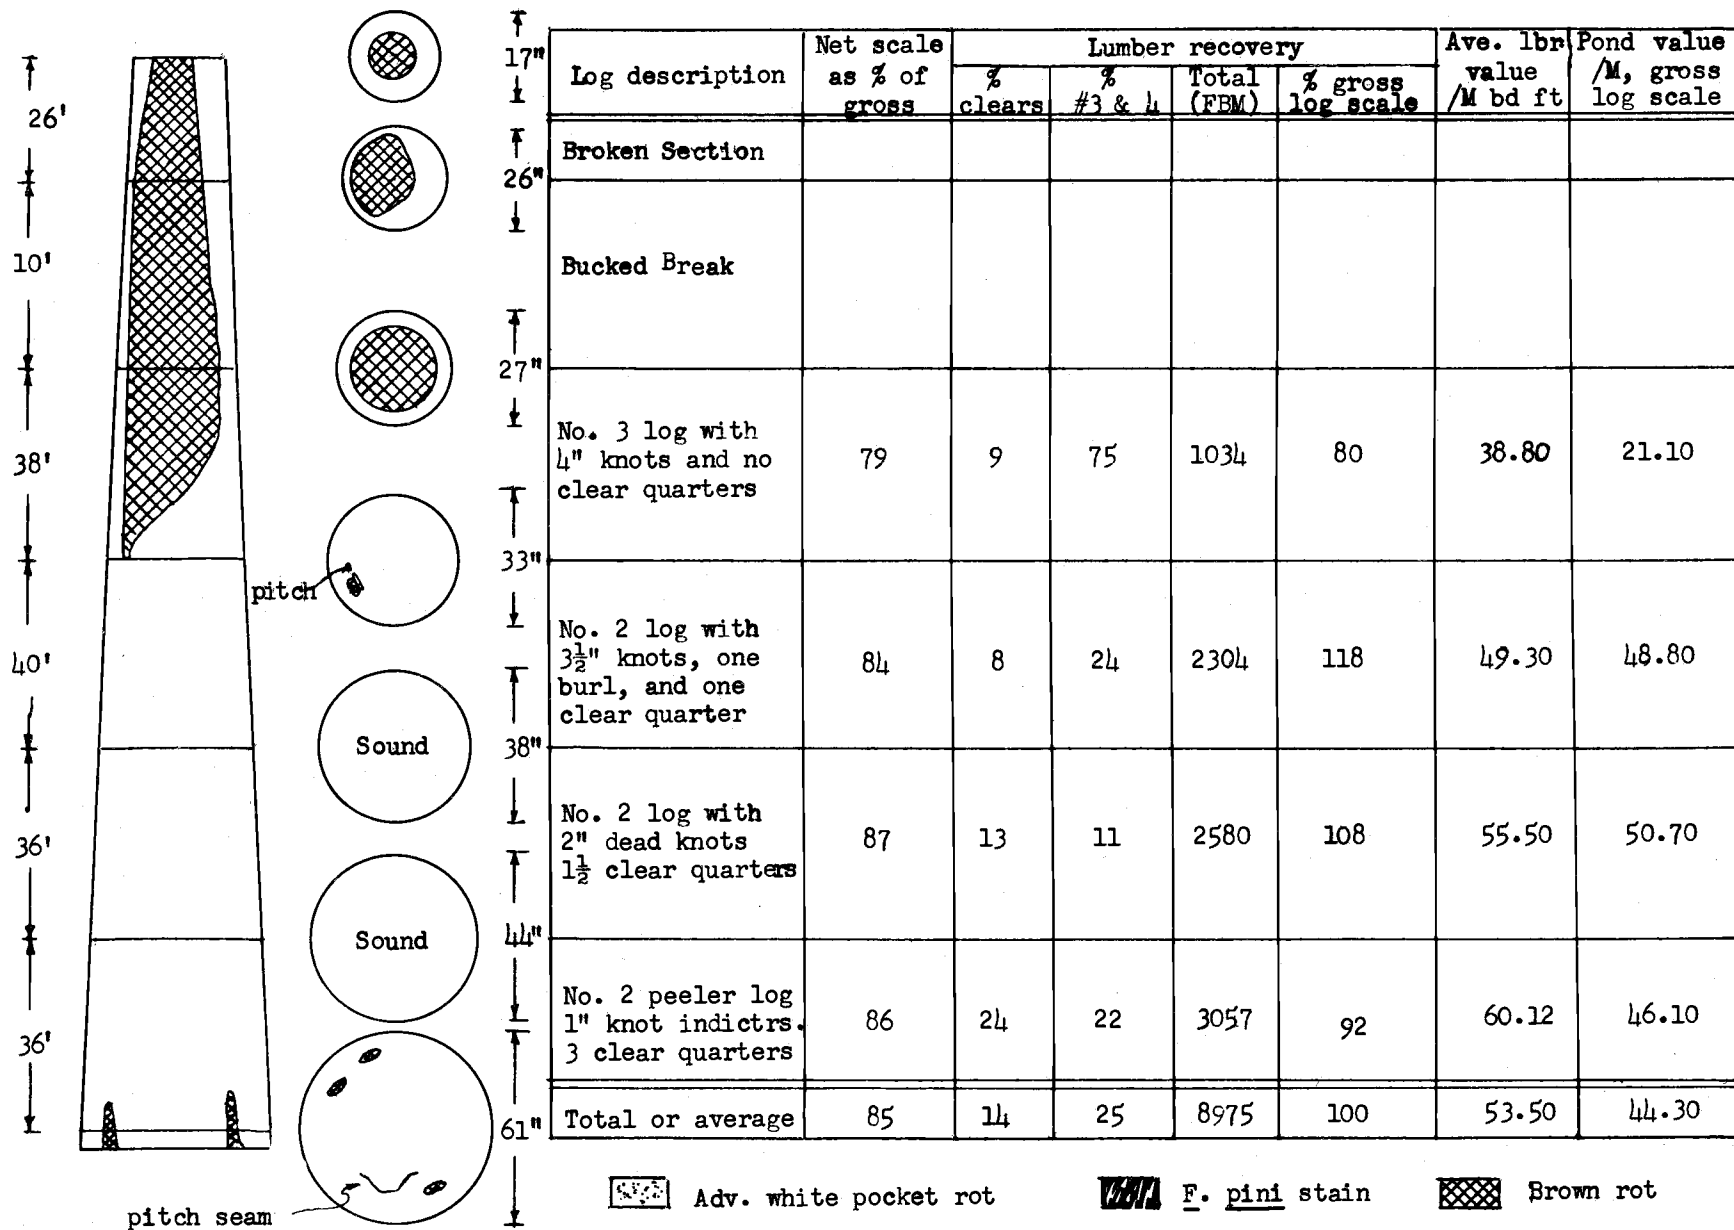 Log description
Net scale
as % of
gross
Lumber recovery
%
clears
%
#3 & 4
Total
(FBM)
% gross
log scale
Ave. lbr
value
/M bd ft
Pond value
/M, gross
log scale
17"
26'
Broken Section
26"
10'
Bucked Break
27"
38'
No. 3 log with
4" knots and no
clear quarters
79 9 75 1034 80 38.80 21.10
33"
pitch
40'
No. 2 log with
3½" knots, one
burl, and one
clear quarter
84 8 24 2304 118 49.30 48.80
Sound
38"
36'
No. 2 log with
2" dead knots
1½ clear quarters
87 13 11 2580 108 55.50 50.70
Sound
44"
36'
No. 2 peeler log
1" knot indictrs.
3 clear quarters
86 24 22 3057 92 60.12 46.10
61"
Total or average 85 14 25 8975 100 53.50 44.30
pitch seam
Adv. white pocket rot
F. pini stain
Brown rot